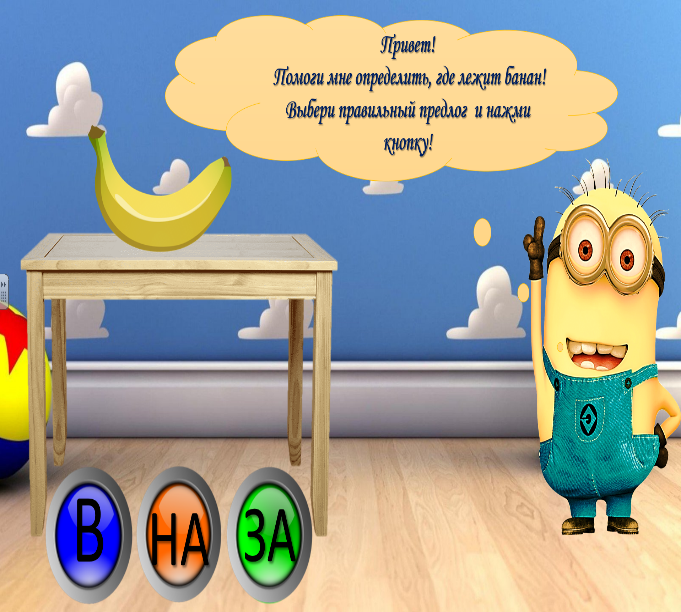 Привет!
Помоги мне определить, где лежит банан!
Выбери правильный предлог и нажми
кнопку!
В НА ЗА